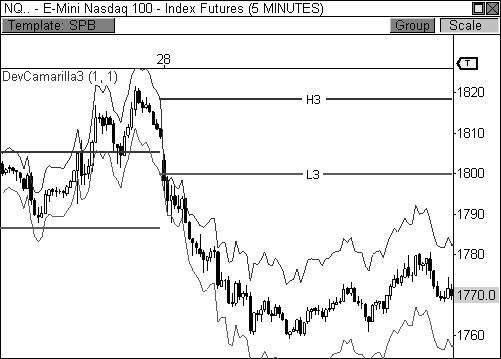 NQ.. - E-Mini Nasdaq 100 - Index Futures (5 MINUTES)
Template: SPB
Group
Scale
28
T
DevCamarilla3 (1, 1)
1820
H3
1810
1800
L3
1790
1780
1770.0
1760